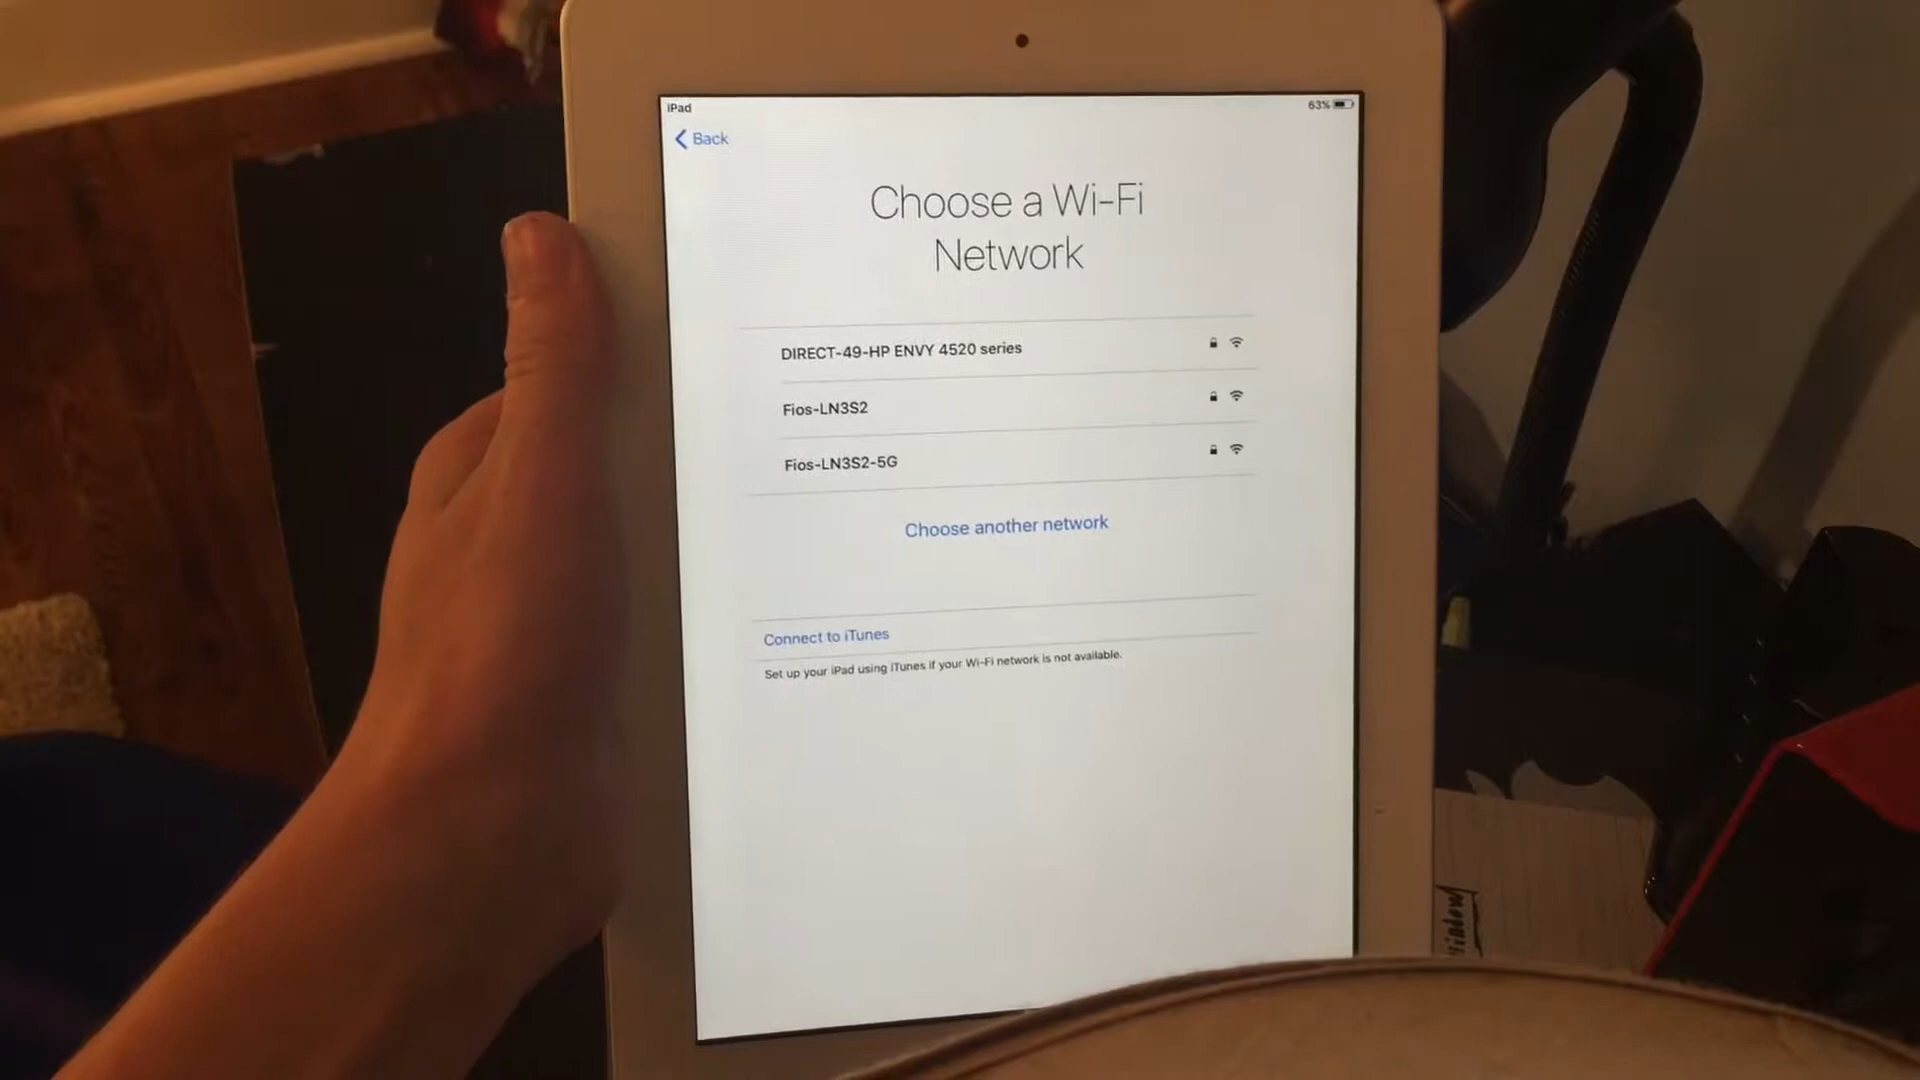 iPad
63%
Back
Choose a Wi-Fi
Network
DIRECT-49-HP ENVY 4520 series
Fios-LN3S2
Fios-LN3S2-5G
Choose another network
Connect to iTunes
Set up your iPad using iTunes if your Wi-Fi network is not available.